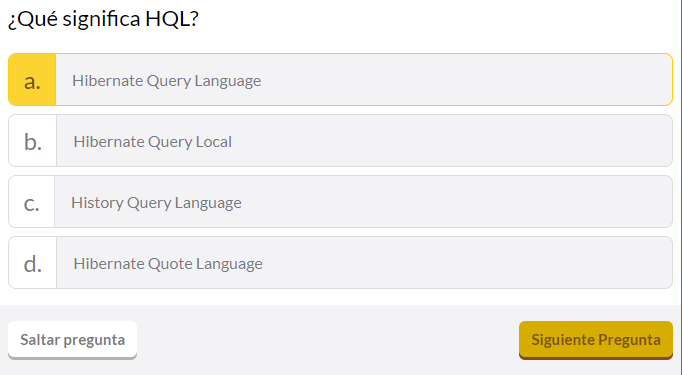 ¿Qué significa HQL?
a. Hibernate Query Language
b. Hibernate Query Local
c. History Query Language
d. Hibernate Quote Language
Saltar pregunta Siguiente Pregunta